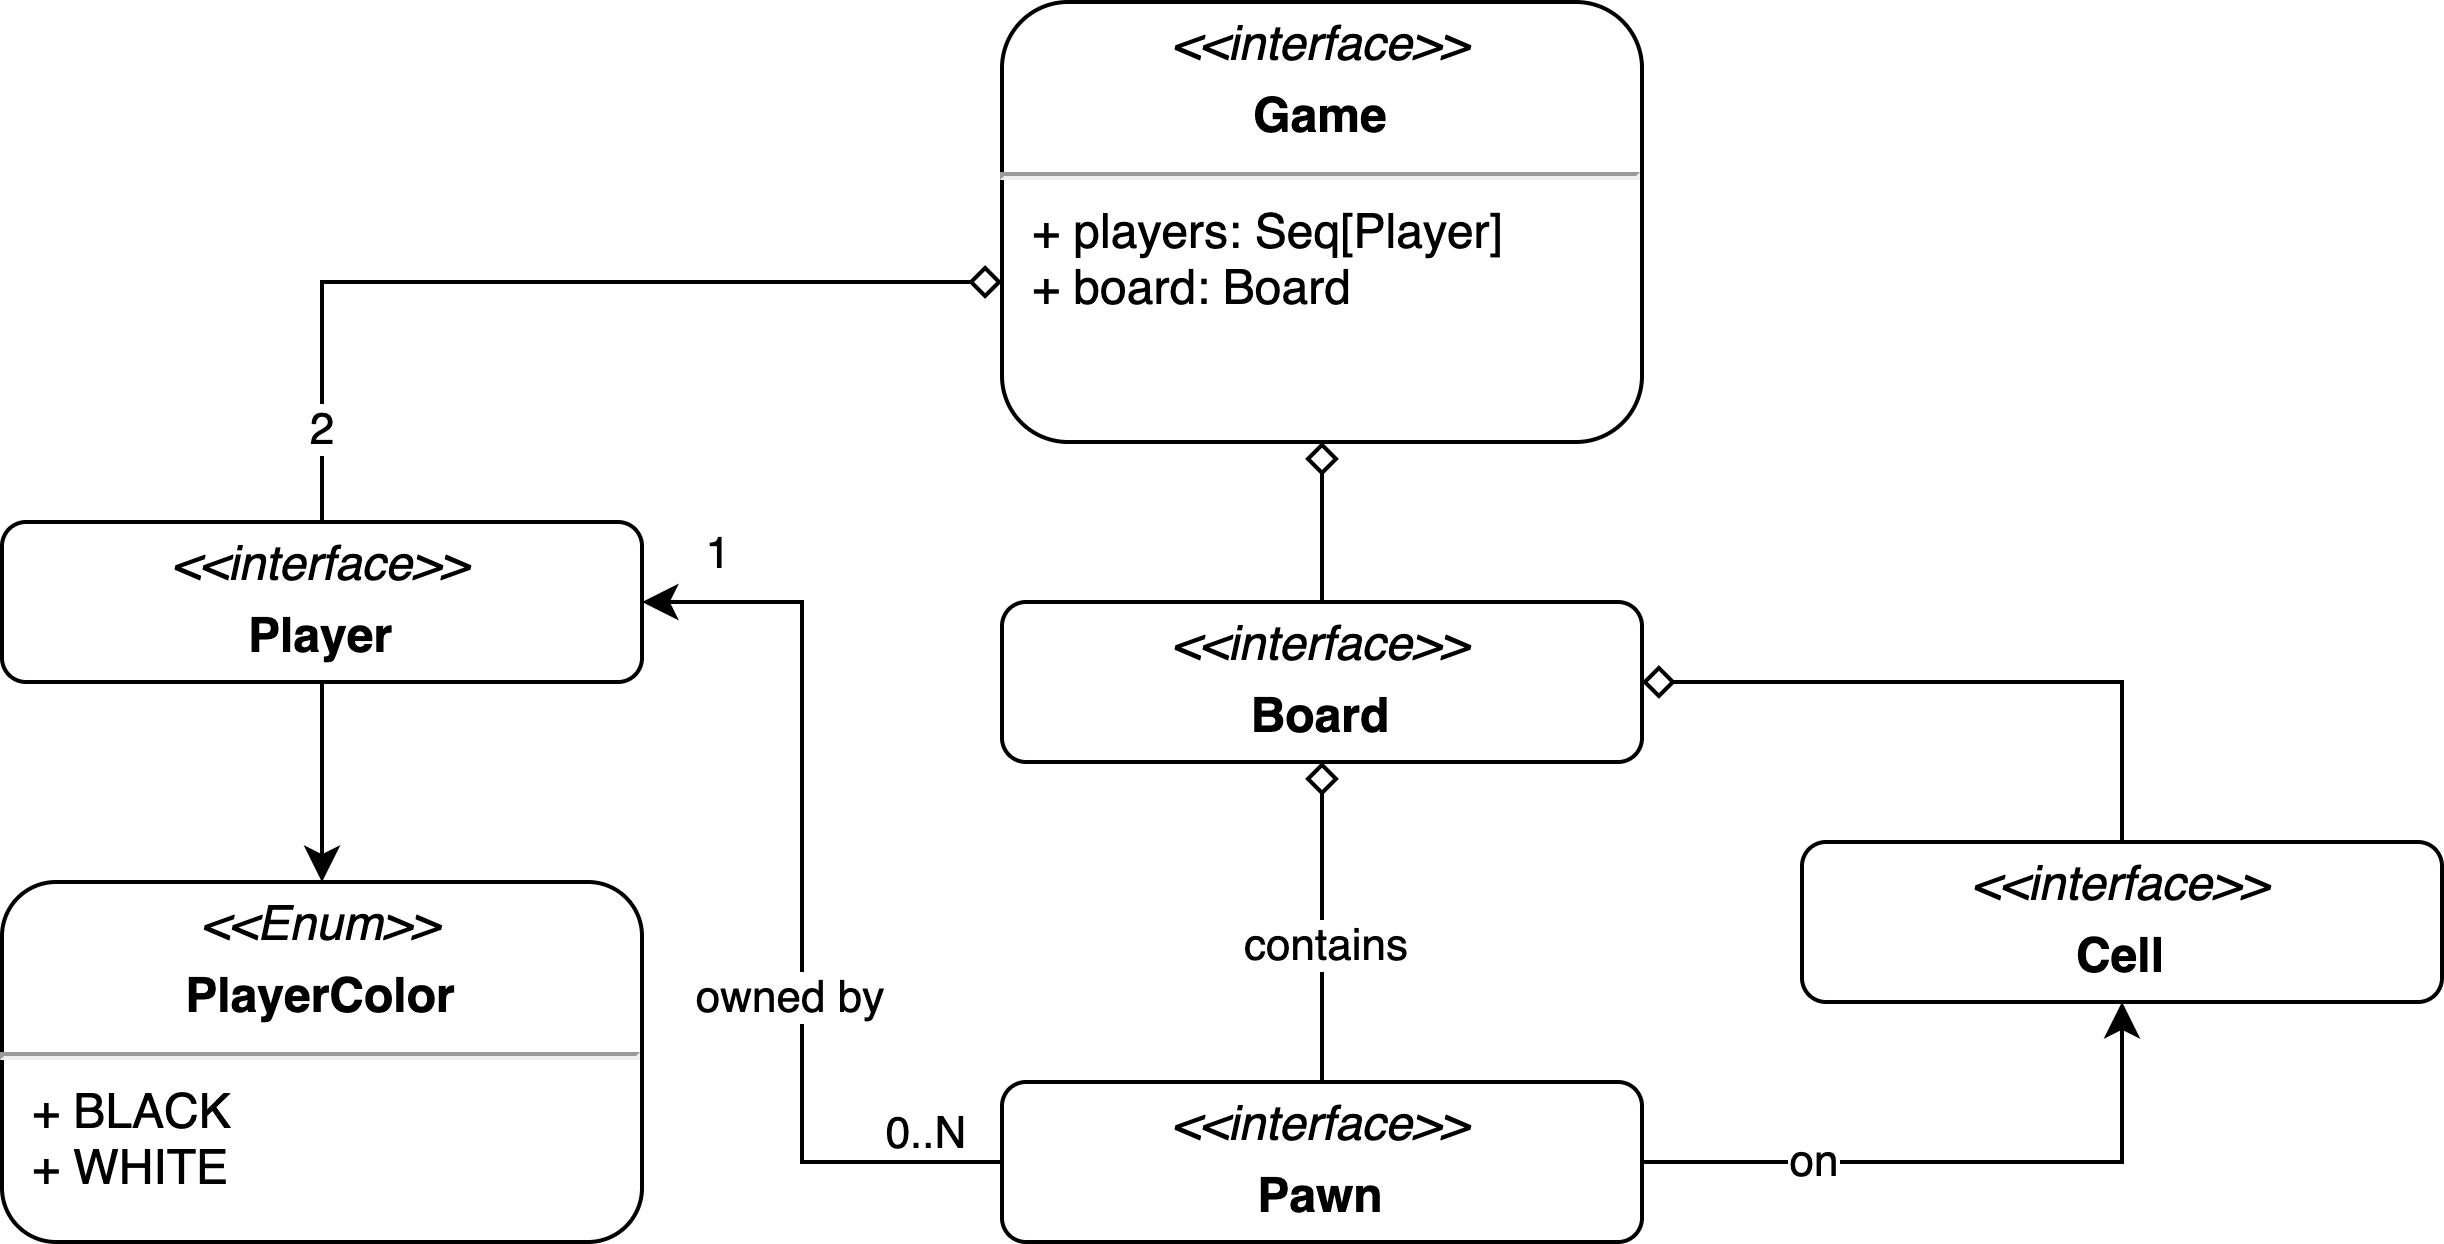 <<interface>>
Game
+ players: Seq[Player]
+ board: Board
2
<<interface>>
Player
1
<<interface>>
Board
<<Enum>>
PlayerColor
+ BLACK
+ WHITE
owned by
contains
<<interface>>
Cell
0..N
<<interface>>
Pawn
on